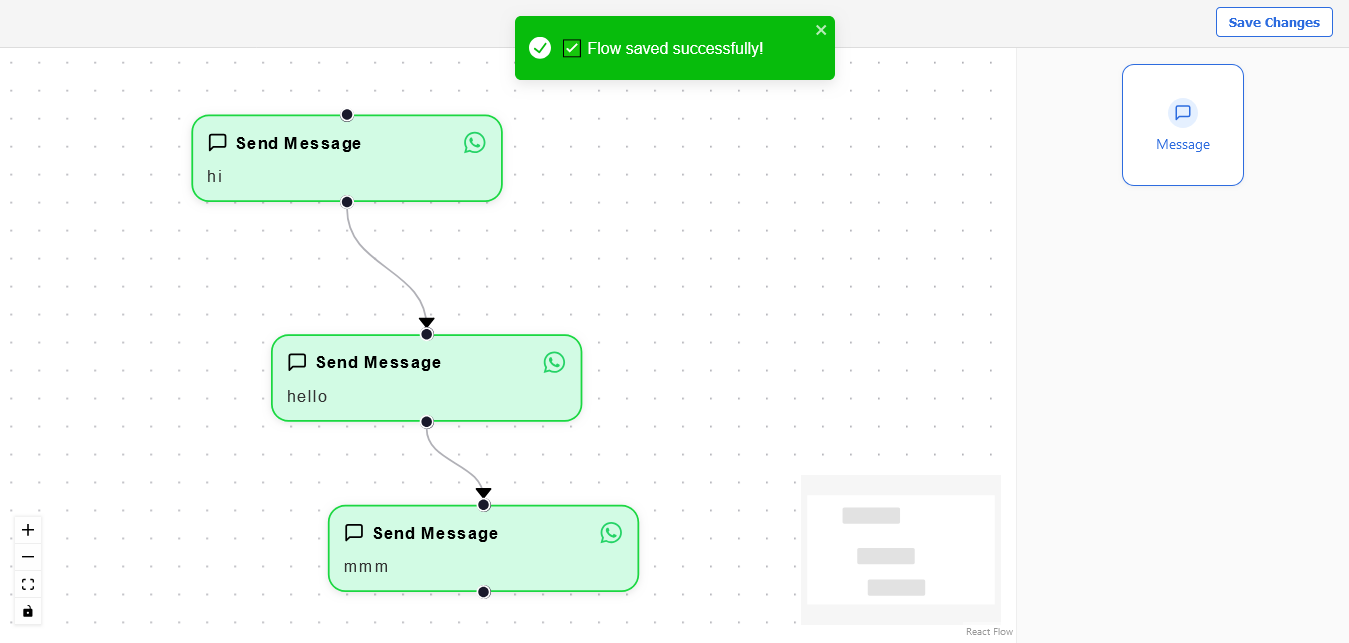 Save Changes
Flow saved successfully!
Message
Send Message
hi
Send Message
hello
Send Message
mmm
React Flow